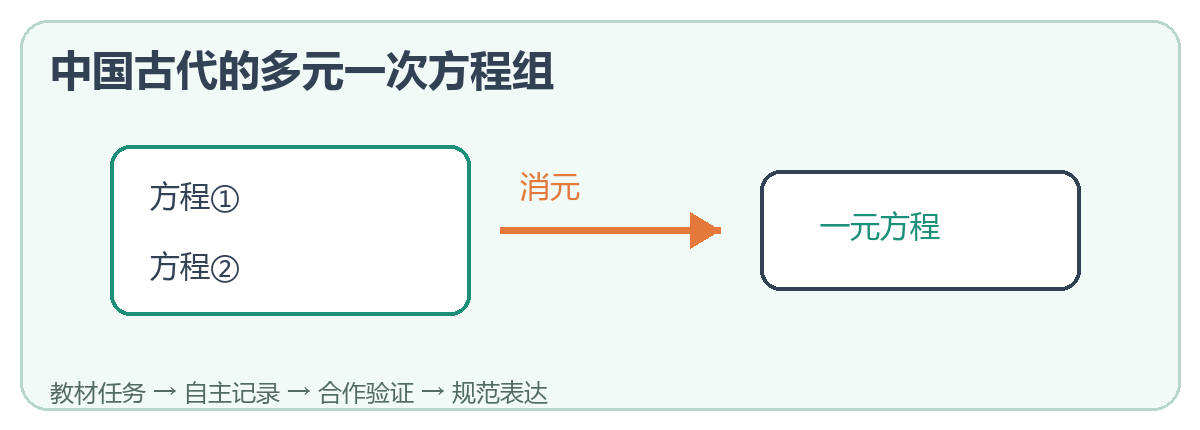 中国古代的多元一次方程组
方程①
方程②
消元
一元方程
教材任务 → 自主记录 → 合作验证 → 规范表达